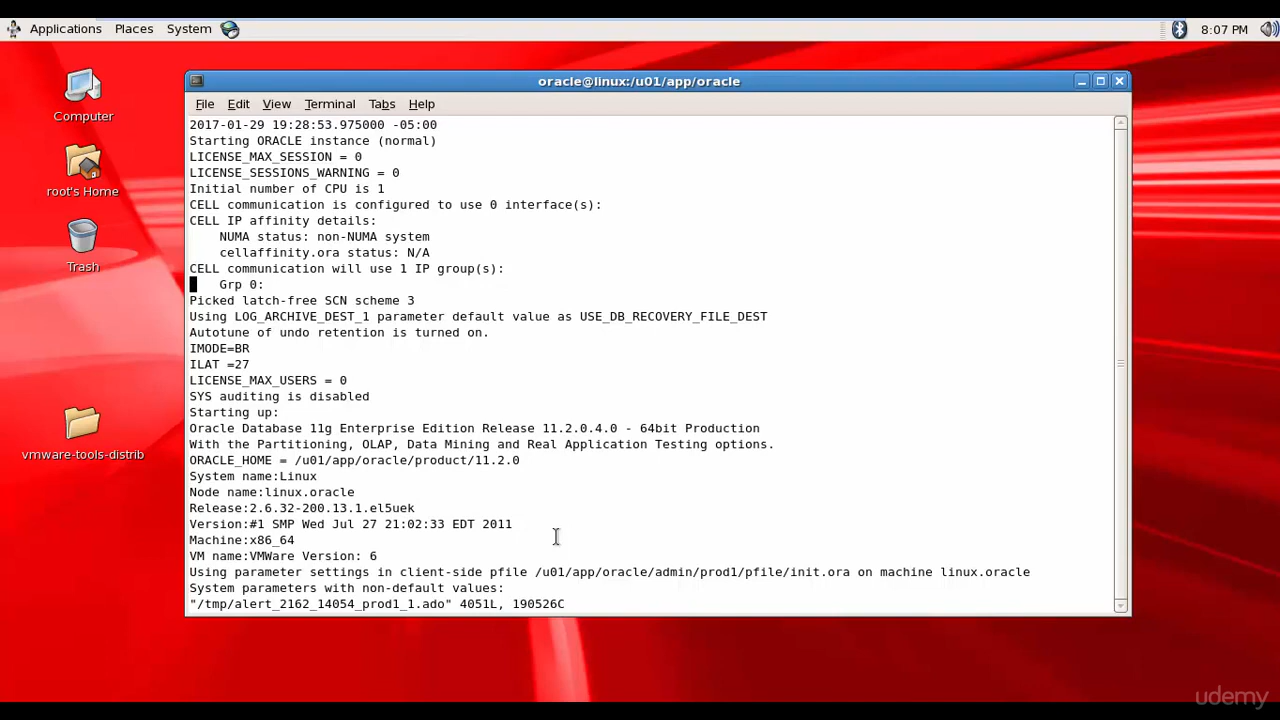 Applications Places System 8:07 PM
Computer
root's Home
Trash
vmware-tools-distrib
oracle@linux:/u01/app/oracle
File Edit View Terminal Tabs Help
2017-01-29 19:28:53.975000 -05:00
Starting ORACLE instance (normal)
LICENSE_MAX_SESSION = 0
LICENSE_SESSIONS_WARNING = 0
Initial number of CPU is 1
CELL communication is configured to use 0 interface(s):
CELL IP affinity details:
    NUMA status: non-NUMA system
    cellaffinity.ora status: N/A
CELL communication will use 1 IP group(s):
    Grp 0:
Picked latch-free SCN scheme 3
Using LOG_ARCHIVE_DEST_1 parameter default value as USE_DB_RECOVERY_FILE_DEST
Autotune of undo retention is turned on.
IMODE=BR
ILAT =27
LICENSE_MAX_USERS = 0
SYS auditing is disabled
Starting up:
Oracle Database 11g Enterprise Edition Release 11.2.0.4.0 - 64bit Production
With the Partitioning, OLAP, Data Mining and Real Application Testing options.
ORACLE_HOME = /u01/app/oracle/product/11.2.0
System name:Linux
Node name:linux.oracle
Release:2.6.32-200.13.1.el5uek
Version:#1 SMP Wed Jul 27 21:02:33 EDT 2011
Machine:x86_64
VM name:VMWare Version: 6
Using parameter settings in client-side pfile /u01/app/oracle/admin/prod1/pfile/init.ora on machine linux.oracle
System parameters with non-default values:
"/tmp/alert_2162_14054_prod1_1.ado" 4051L, 190526C
udemy